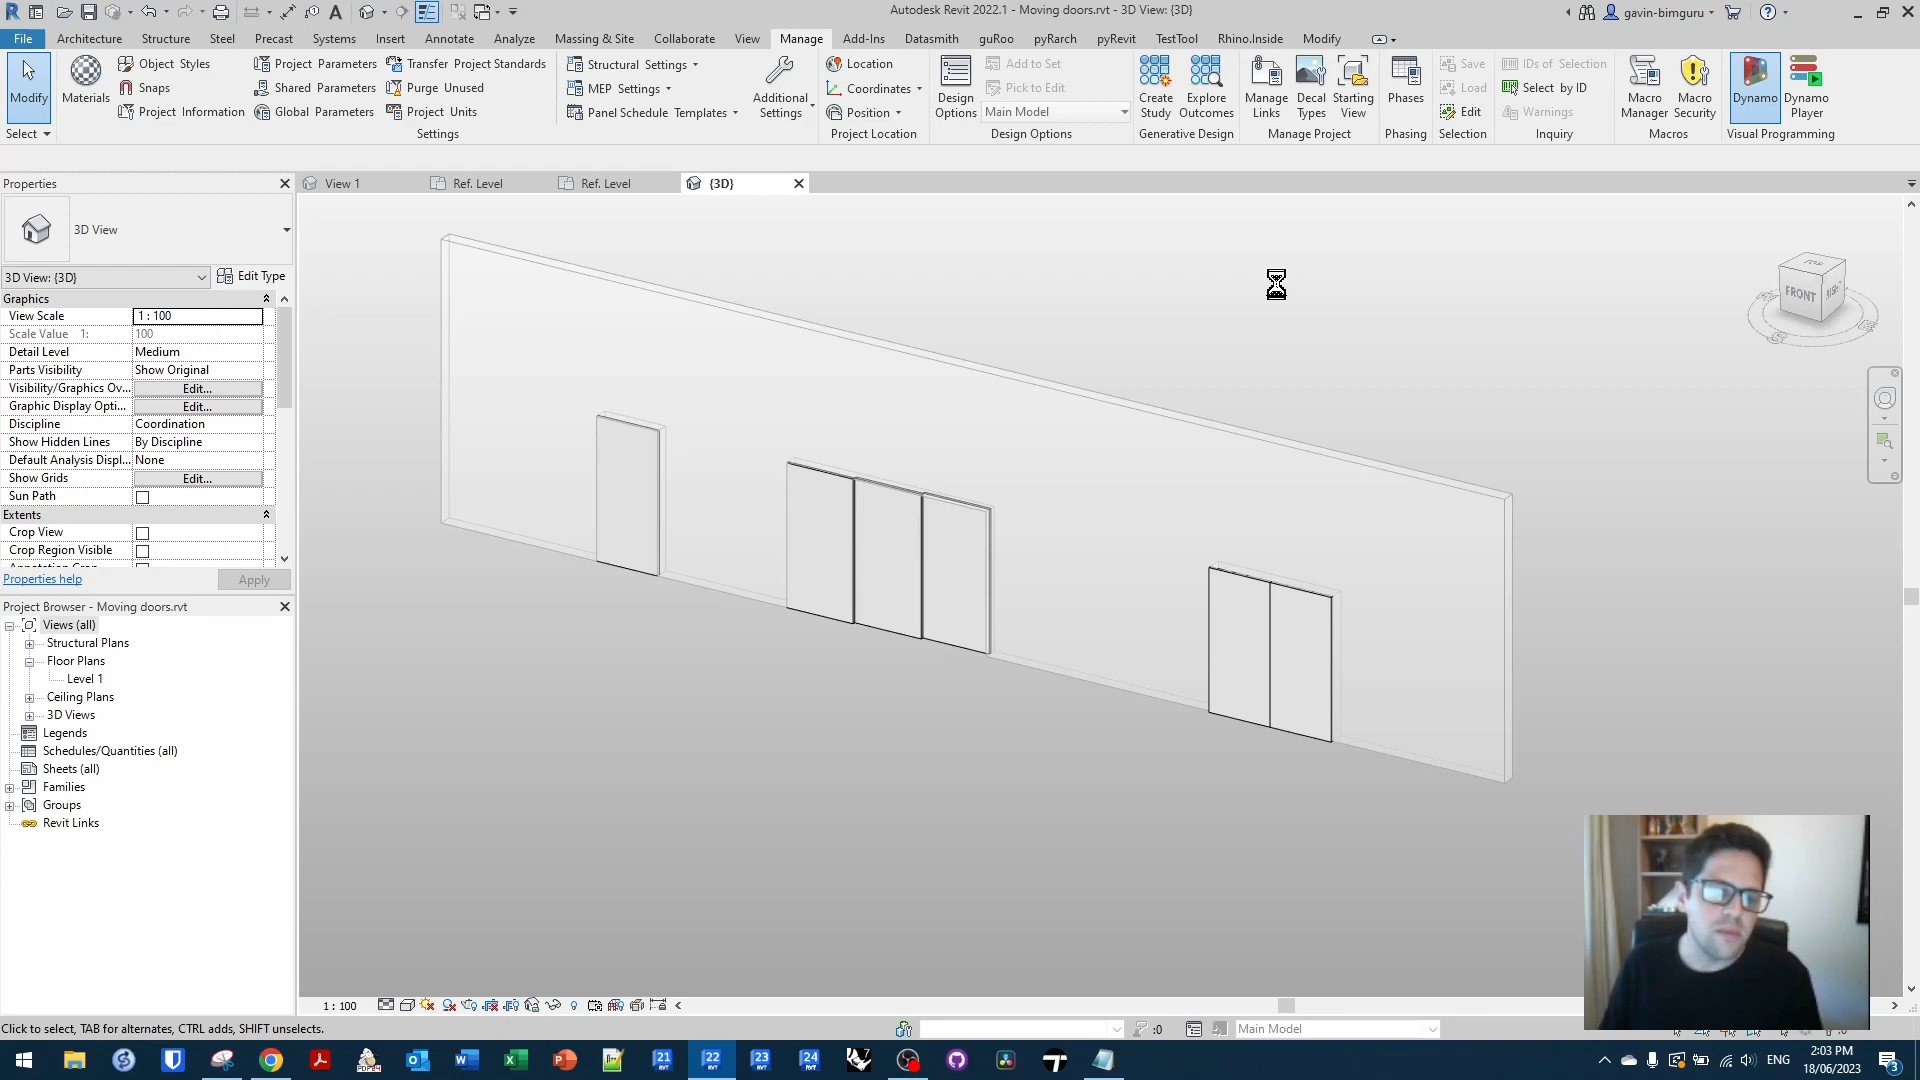 Autodesk Revit 2022.1 - Moving doors.rvt - 3D View: {3D}
gavin-bimguru
File Architecture Structure Steel Precast Systems Insert Annotate Analyze Massing & Site Collaborate View Manage Add-Ins Datasmith guRoo pyRarch pyRevit TestTool Rhino.Inside Modify
Modify
Select
Materials
Object Styles
Snaps
Project Information
Project Parameters
Shared Parameters
Global Parameters
Transfer Project Standards
Purge Unused
Project Units
Settings
Structural Settings
MEP Settings
Panel Schedule Templates
Additional
Settings
Location
Coordinates
Position
Project Location
Design
Options
Add to Set
Pick to Edit
Main Model
Design Options
Create
Study
Explore
Outcomes
Generative Design
Manage
Links
Decal
Types
Starting
View
Manage Project
Phases
Phasing
Save
Load
Edit
Selection
IDs of Selection
Select by ID
Warnings
Inquiry
Macro
Manager
Macro
Security
Macros
Dynamo
Dynamo
Player
Visual Programming
Properties
View 1
Ref. Level
Ref. Level
{3D}
3D View
3D View: {3D}
Edit Type
Graphics
View Scale 1 : 100
Scale Value 1: 100
Detail Level Medium
Parts Visibility Show Original
Visibility/Graphics Ov... Edit...
Graphic Display Opti... Edit...
Discipline Coordination
Show Hidden Lines By Discipline
Default Analysis Displ... None
Show Grids Edit...
Sun Path
Extents
Crop View
Crop Region Visible
Properties help
Apply
TOP
FRONT
Project Browser - Moving doors.rvt
Views (all)
Structural Plans
Floor Plans
Level 1
Ceiling Plans
3D Views
Legends
Schedules/Quantities (all)
Sheets (all)
Families
Groups
Revit Links
1 : 100
Click to select, TAB for alternates, CTRL adds, SHIFT unselects.
:0
Main Model
21
22
23
24
ENG
2:03 PM
18/06/2023
3